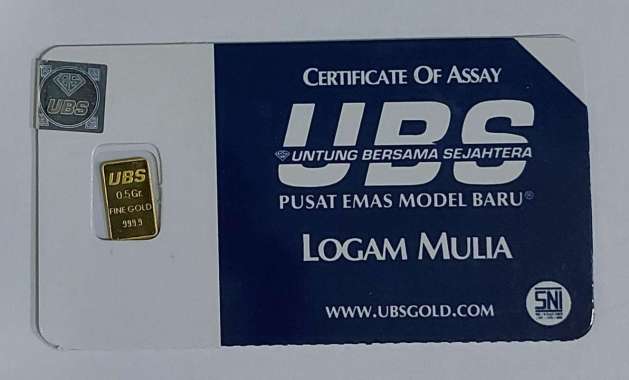 UBS
UBS
0.5Gr.
FINE GOLD
999.9
CERTIFICATE OF ASSAY
UBS
UNTUNG BERSAMA SEJAHTERA
PUSAT EMAS MODEL BARU®
LOGAM MULIA
WWW.UBSGOLD.COM
SNI